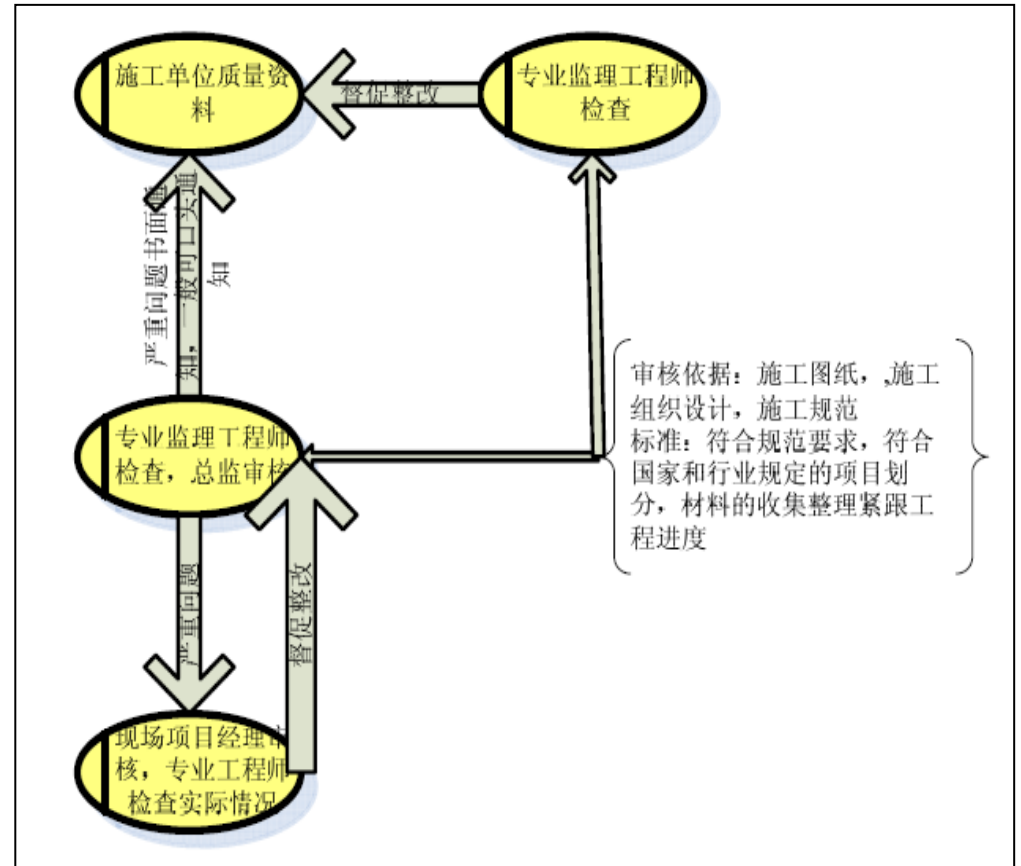 施工单位质量资
料
督促整改
专业监理工程师
检查
严重问题书面通
知，一般可口头通
知
审核依据：施工图纸，,施工
组织设计，施工规范
标准：符合规范要求，符合
国家和行业规定的项目划
分，材料的收集整理紧跟工
程进度
专业监理工程师
检查，总监审核
严重问题
督促整改
现场项目经理审
核，专业工程师
检查实际情况